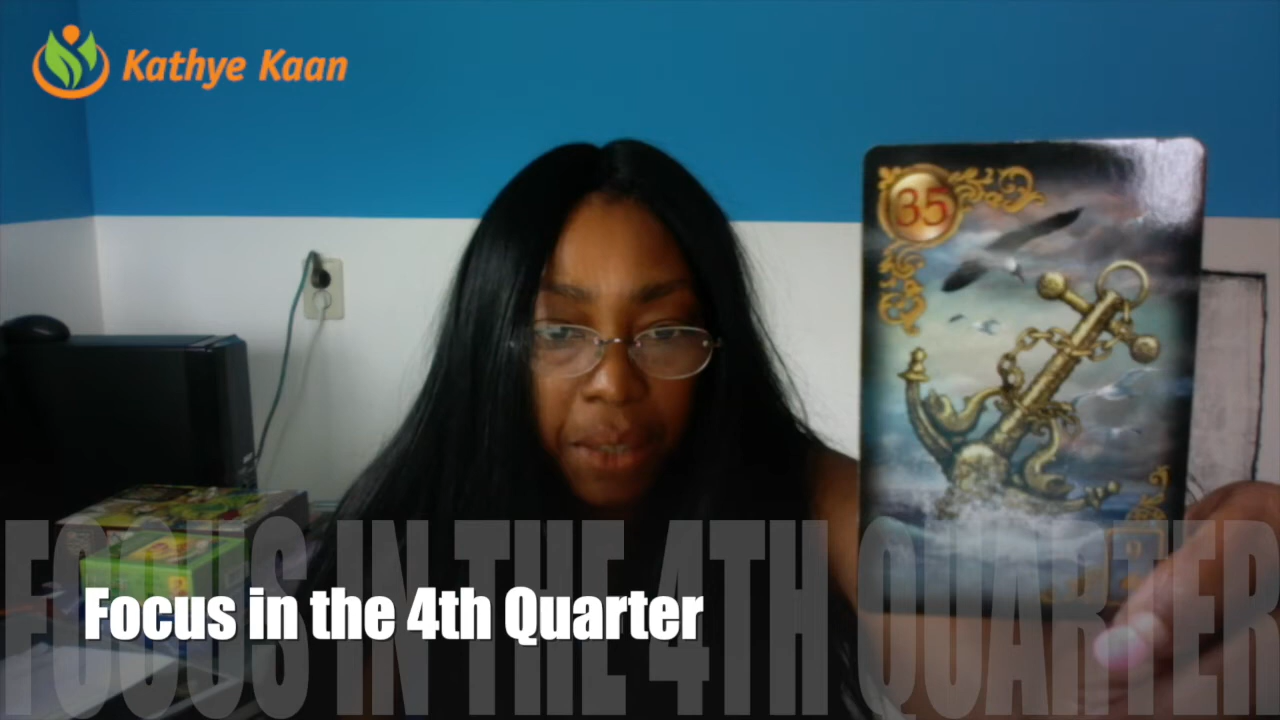 Kathye Kaan
35
FOCUS IN THE 4TH QUARTER
Focus in the 4th Quarter